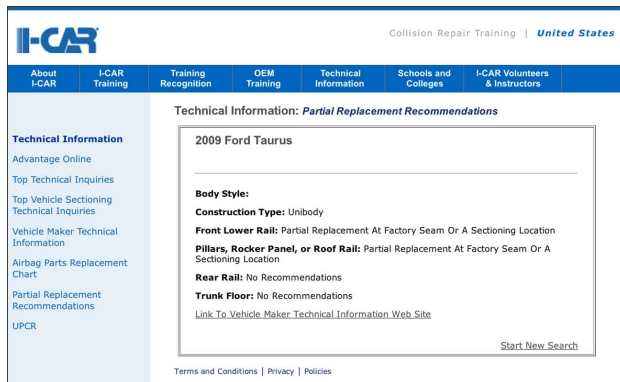 I-CAR
Collision Repair Training | United States
About I-CAR
I-CAR Training
Training Recognition
OEM Training
Technical Information
Schools and Colleges
I-CAR Volunteers & Instructors
Technical Information: Partial Replacement Recommendations
Technical Information
Advantage Online
Top Technical Inquiries
Top Vehicle Sectioning
Technical Inquiries
Vehicle Maker Technical
Information
Airbag Parts Replacement
Chart
Partial Replacement
Recommendations
UPCR
2009 Ford Taurus
Body Style:
Construction Type: Unibody
Front Lower Rail: Partial Replacement At Factory Seam Or A Sectioning Location
Pillars, Rocker Panel, or Roof Rail: Partial Replacement At Factory Seam Or A
Sectioning Location
Rear Rail: No Recommendations
Trunk Floor: No Recommendations
Link To Vehicle Maker Technical Information Web Site
Start New Search
Terms and Conditions | Privacy | Policies